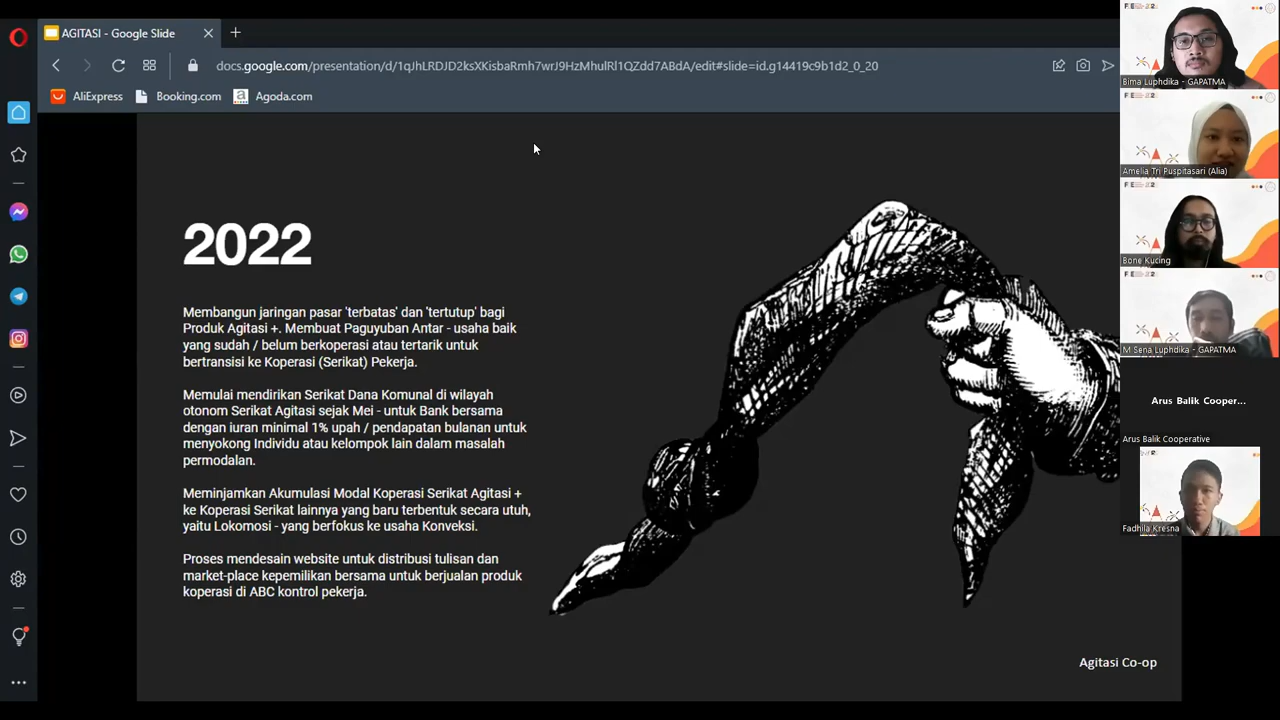 AGITASI - Google Slide
docs.google.com/presentation/d/1qJhLRDJD2ksXKsbaRmh7wrJ9HzMhulRl1QZdd7ABdA/edit#slide=id.g14419c9b1d2_0_20
AliExpress
Booking.com
Agoda.com
2022
Membangun jaringan pasar 'terbatas' dan 'tertutup' bagi
Produk Agitasi +. Membuat Paguyuban Antar - usaha baik
yang sudah / belum berkoperasi atau tertarik untuk
bertransisi ke Koperasi (Serikat) Pekerja.
Memulai mendirikan Serikat Dana Komunal di wilayah
otonom Serikat Agitasi sejak Mei - untuk Bank bersama
dengan iuran minimal 1% upah / pendapatan bulanan untuk
menyokong Individu atau kelompok lain dalam masalah
permodalan.
Meminjamkan Akumulasi Modal Koperasi Serikat Agitasi +
ke Koperasi Serikat lainnya yang baru terbentuk secara utuh,
yaitu Lokomosi - yang berfokus ke usaha Konveksi.
Proses mendesain website untuk distribusi tulisan dan
market-place kepemilikan bersama untuk berjualan produk
koperasi di ABC kontrol pekerja.
Agitasi Co-op
Bima Luphdika - GAPATMA
Amelia Tri Puspitasari (Alia)
Bone Kucing
M Sena Luphdika - GAPATMA
Arus Balik Cooper...
Arus Balik Cooperative
Fadhila Kresna